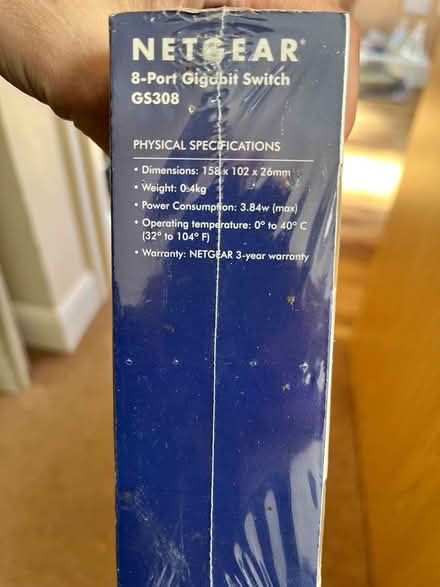 NETGEAR®
8-Port Gigabit Switch
GS308
PHYSICAL SPECIFICATIONS
• Dimensions: 158 x 102 x 26mm
• Weight: 0.4kg
• Power Consumption: 3.84w (max)
• Operating temperature: 0° to 40° C
(32° to 104° F)
• Warranty: NETGEAR 3-year warranty